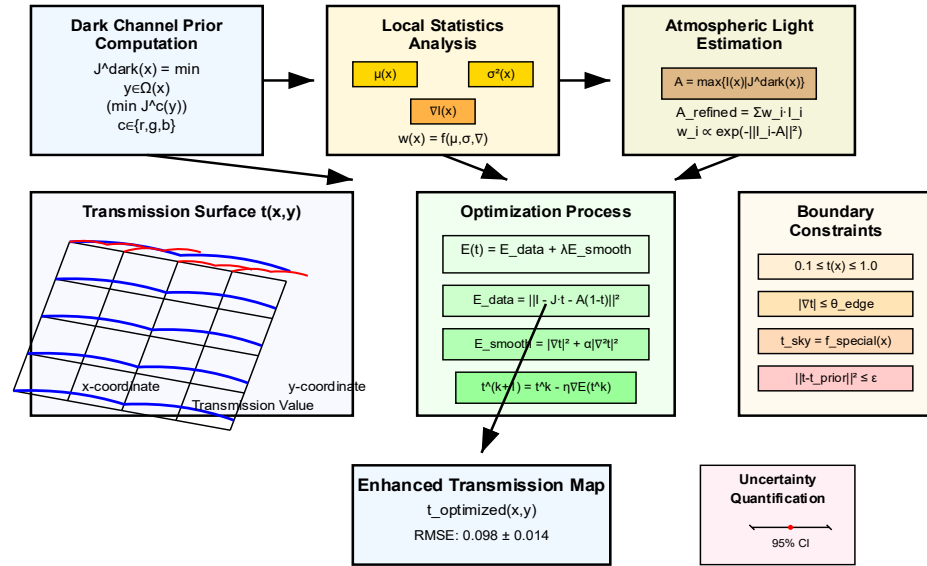 Dark Channel Prior
Computation
J^dark(x) = min
y∈Ω(x)
(min J^c(y))
c∈{r,g,b}
Local Statistics
Analysis
μ(x)
σ²(x)
∇I(x)
w(x) = f(μ,σ,∇)
Atmospheric Light
Estimation
A = max{I(x)|J^dark(x)}
A_refined = Σw_i·I_i
w_i ∝ exp(-||I_i-A||²)
Transmission Surface t(x,y)
x-coordinate
y-coordinate
Transmission Value
Optimization Process
E(t) = E_data + λE_smooth
E_data = ||I - J·t - A(1-t)||²
E_smooth = |∇t|² + α|∇²t|²
t^(k+1) = t^k - η∇E(t^k)
Boundary
Constraints
0.1 ≤ t(x) ≤ 1.0
|∇t| ≤ θ_edge
t_sky = f_special(x)
||t-t_prior||² ≤ ε
Enhanced Transmission Map
t_optimized(x,y)
RMSE: 0.098 ± 0.014
Uncertainty
Quantification
95% CI